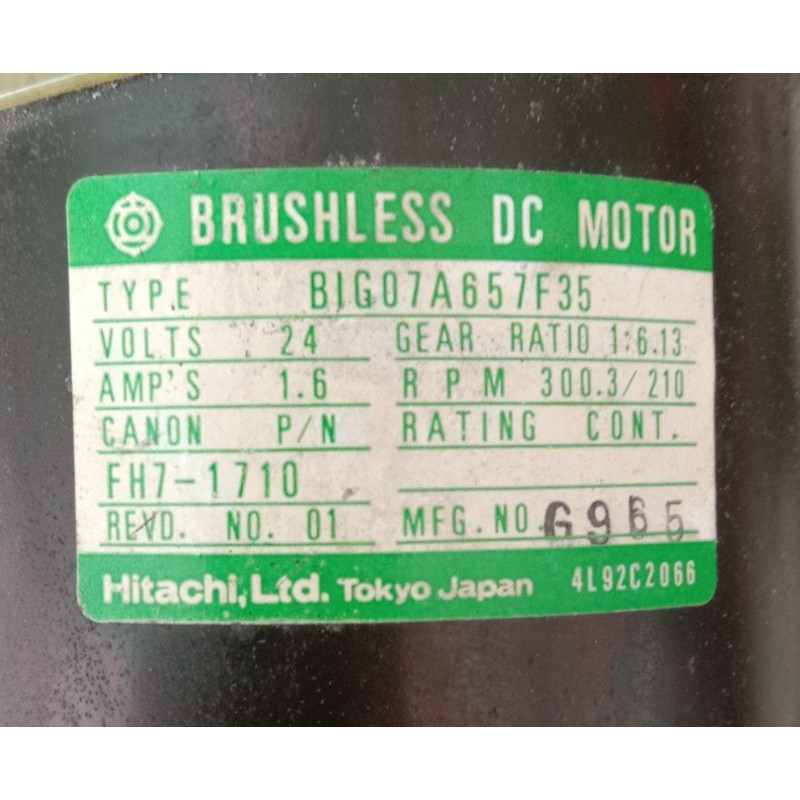 BRUSHLESS DC MOTOR
TYPE BIG07A657F35
VOLTS 24 GEAR RATIO 1:6.13
AMP'S 1.6 RPM 300.3/210
CANON P/N RATING CONT.
FH7-1710
REVD. NO. 01 MFG.NO. G965
Hitachi, Ltd. Tokyo Japan 4L92C2066